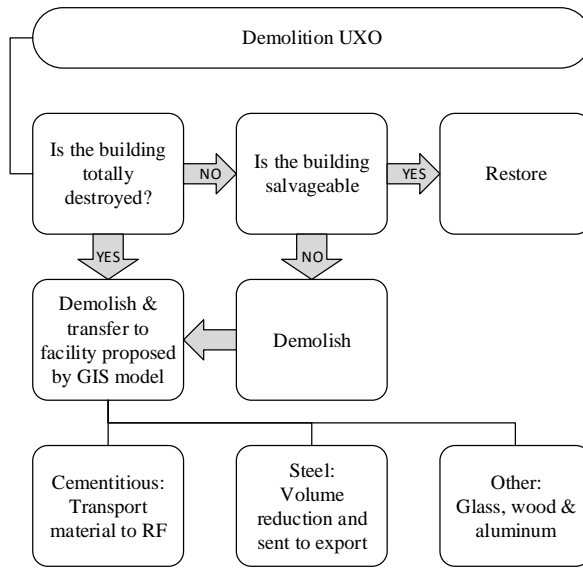 Demolition UXO
Is the building
totally
destroyed?
NO
Is the building
salvageable
YES
Restore
YES
NO
Demolish &
transfer to
facility proposed
by GIS model
Demolish
Cementitious:
Transport
material to RF
Steel:
Volume
reduction and
sent to export
Other:
Glass, wood &
aluminum